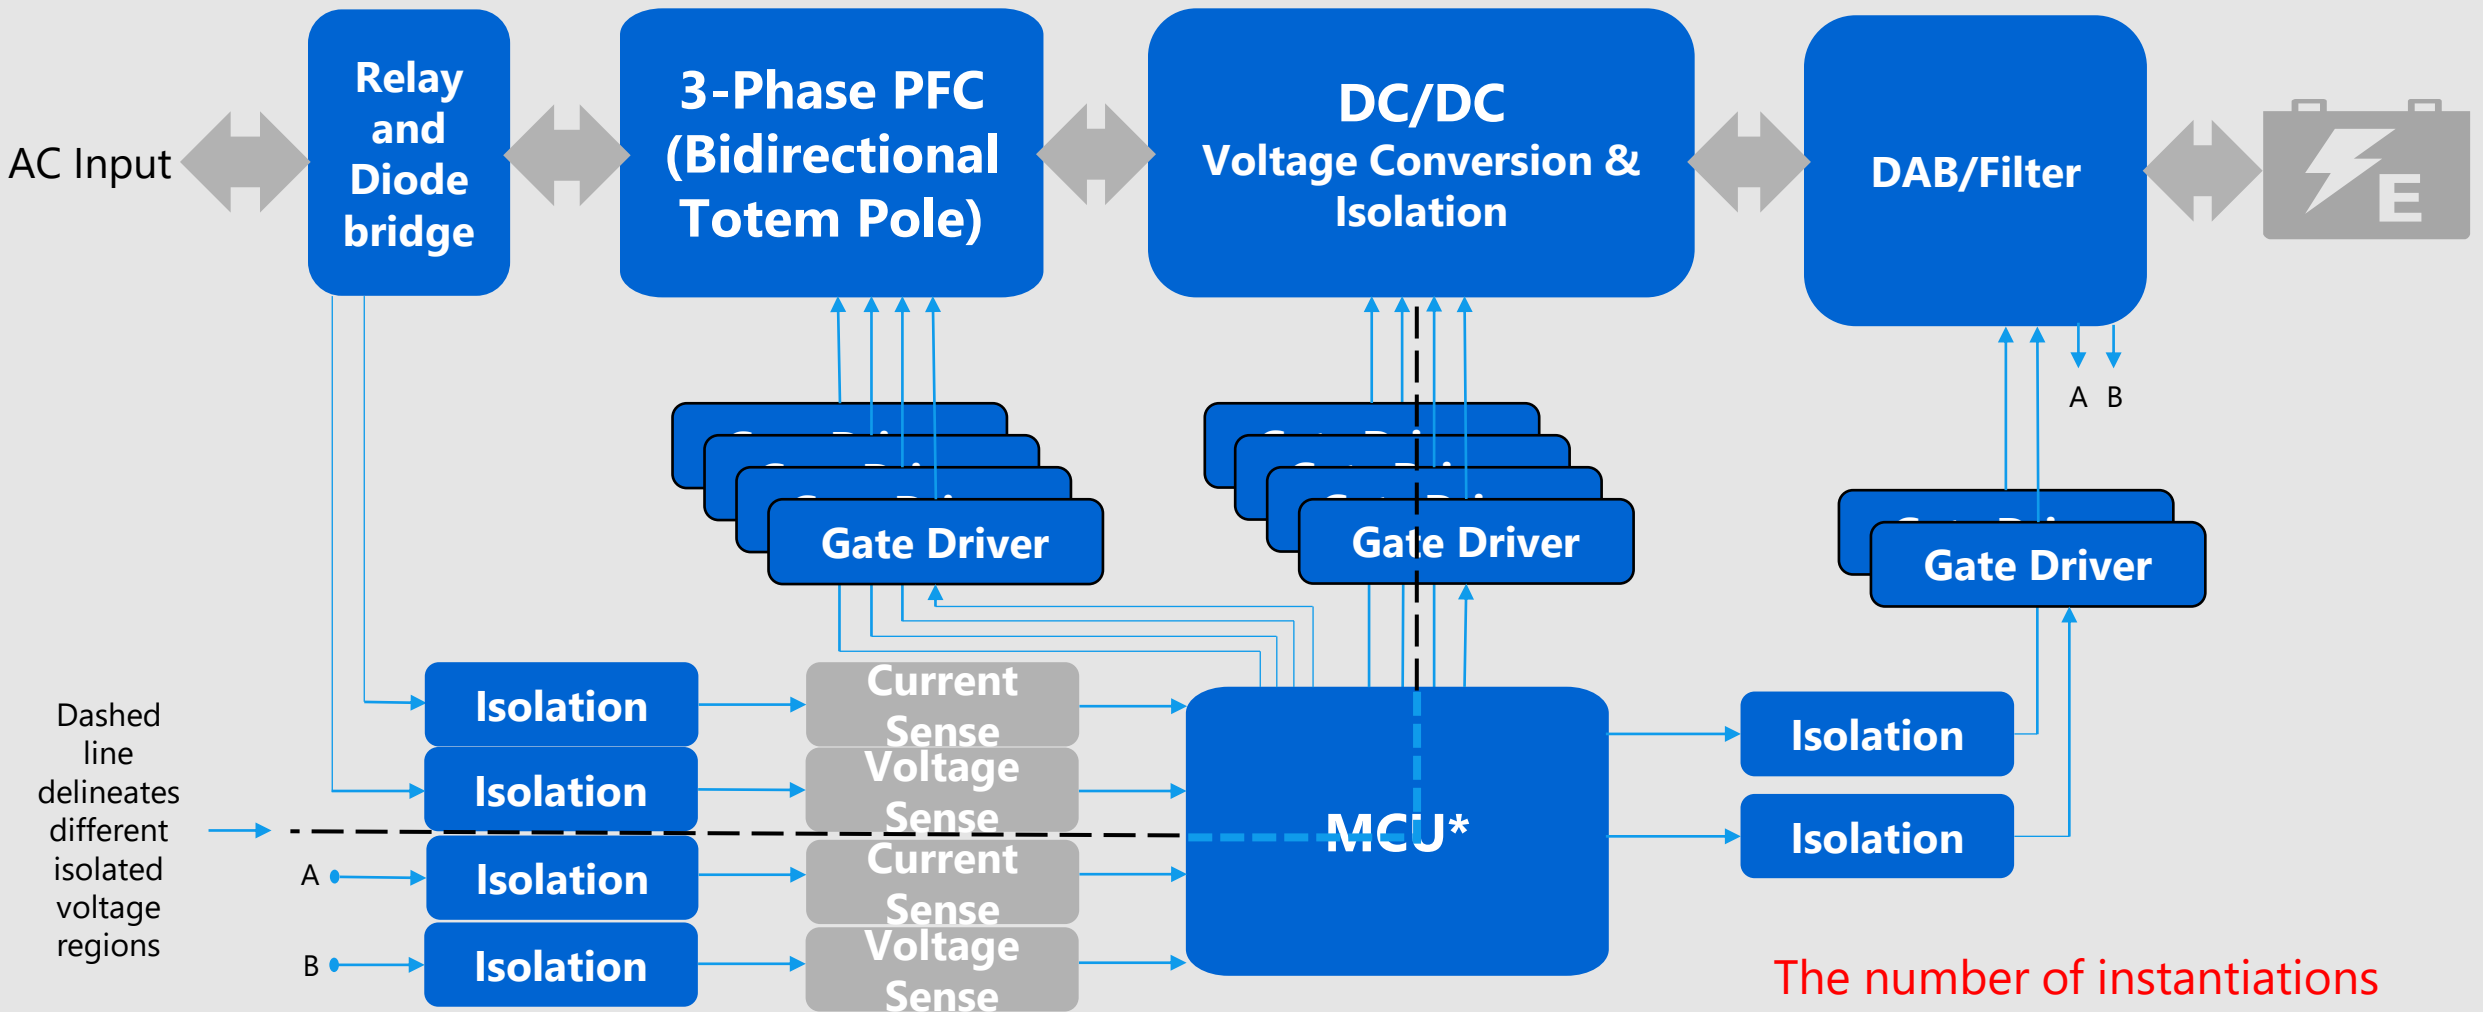 AC Input
Relay
and
Diode
bridge
3-Phase PFC
(Bidirectional
Totem Pole)
DC/DC
Voltage Conversion &
Isolation
DAB/Filter
E
A B
Gate Driver
Gate Driver
Gate Driver
Dashed
line
delineates
different
isolated
voltage
regions
A
B
Isolation
Isolation
Isolation
Isolation
Current
Sense
Voltage
Sense
Current
Sense
Voltage
Sense
MCU*
Isolation
Isolation
The number of instantiations